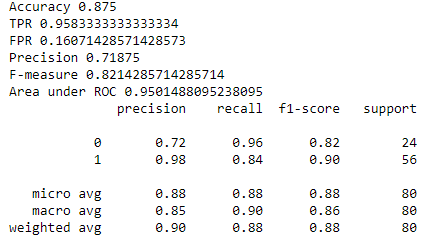 Accuracy 0.875
TPR 0.9583333333333334
FPR 0.16071428571428573
Precision 0.71875
F-measure 0.8214285714285714
Area under ROC 0.9501488095238095
precision recall f1-score support
0 0.72 0.96 0.82 24
1 0.98 0.84 0.90 56
micro avg 0.88 0.88 0.88 80
macro avg 0.85 0.90 0.86 80
weighted avg 0.90 0.88 0.88 80